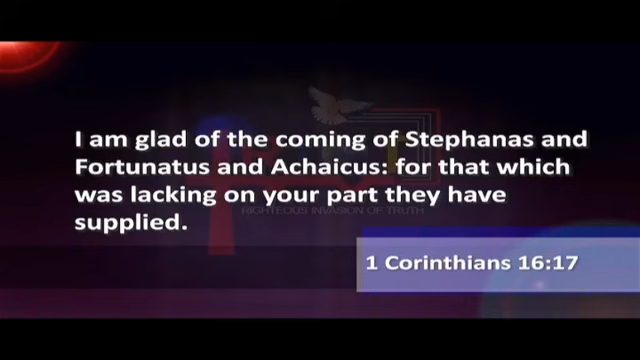 I am glad of the coming of Stephanas and
Fortunatus and Achaicus: for that which
was lacking on your part they have
supplied.
RIGHTEOUS INVASION OF TRUTH
1 Corinthians 16:17